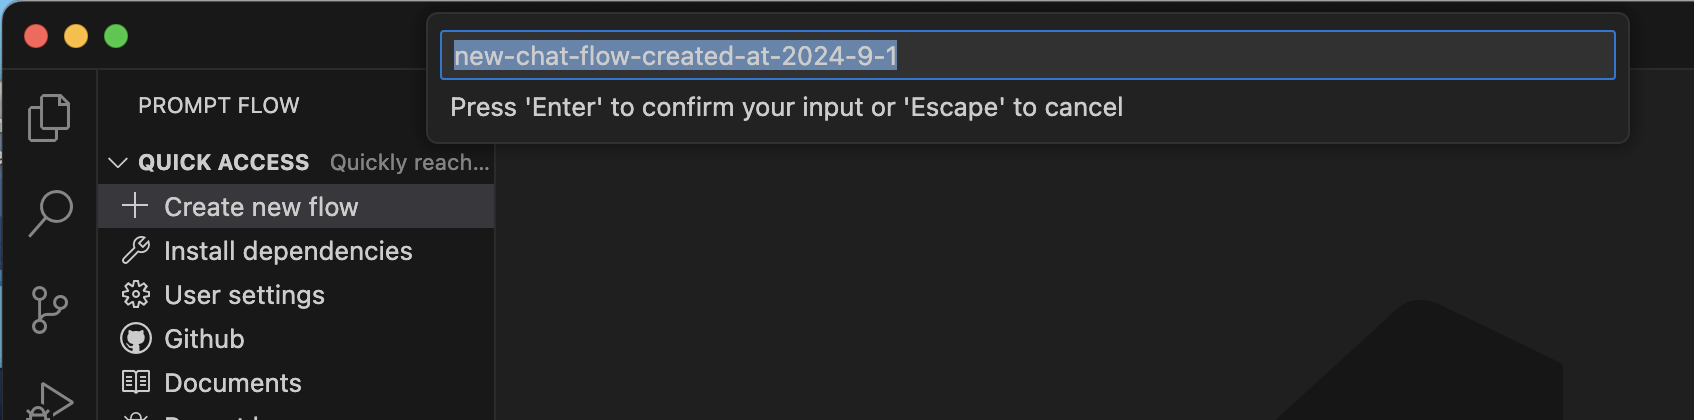 new-chat-flow-created-at-2024-9-1
Press 'Enter' to confirm your input or 'Escape' to cancel
PROMPT FLOW
QUICK ACCESS Quickly reach...
Create new flow
Install dependencies
User settings
Github
Documents